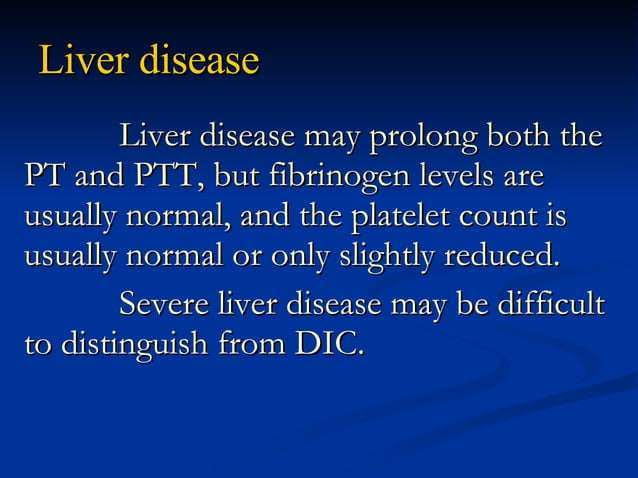 Liver disease
Liver disease may prolong both the
PT and PTT, but fibrinogen levels are
usually normal, and the platelet count is
usually normal or only slightly reduced.
Severe liver disease may be difficult
to distinguish from DIC.